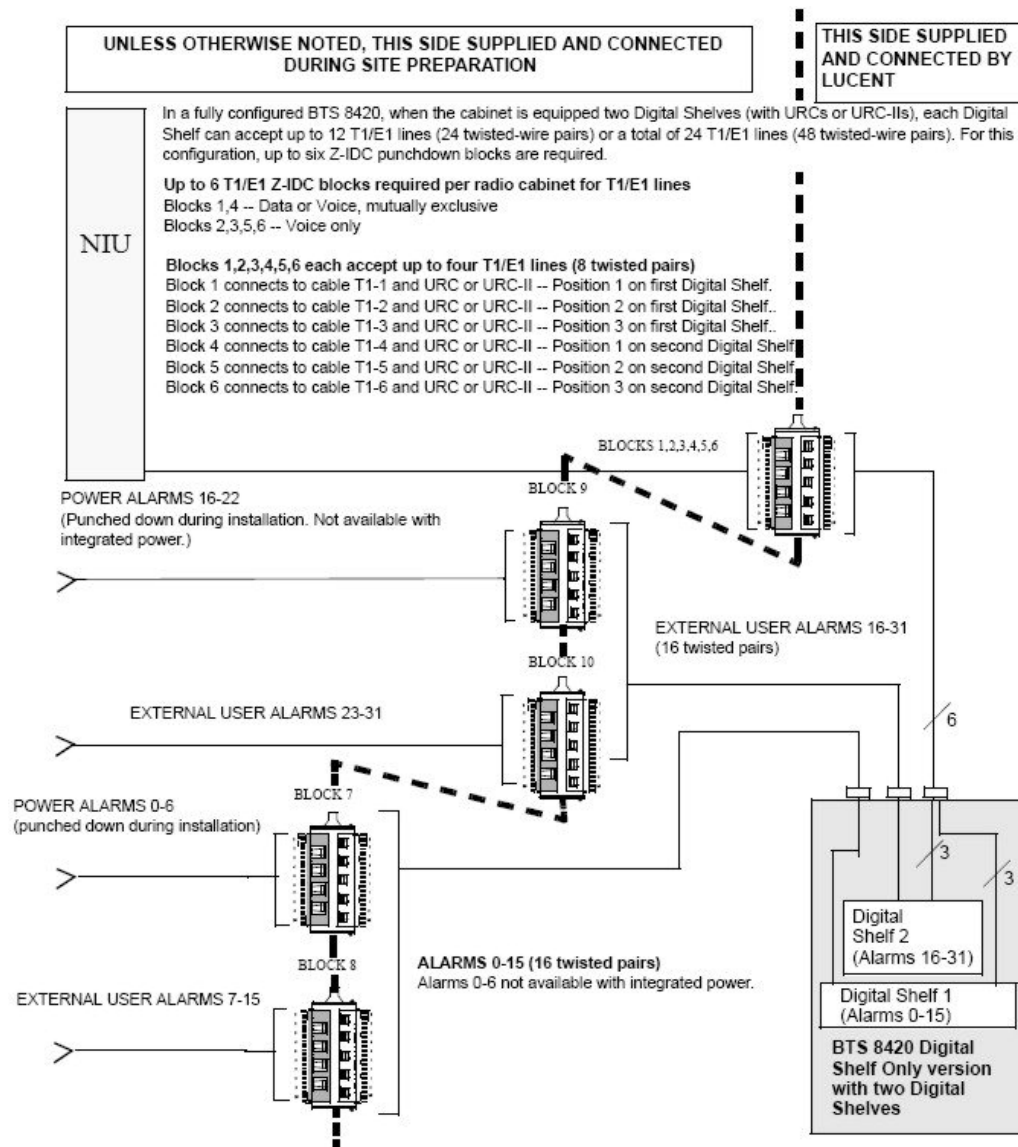 UNLESS OTHERWISE NOTED, THIS SIDE SUPPLIED AND CONNECTED
DURING SITE PREPARATION
THIS SIDE SUPPLIED
AND CONNECTED BY
LUCENT
In a fully configured BTS 8420, when the cabinet is equipped two Digital Shelves (with URCs or URC-IIs), each Digital
Shelf can accept up to 12 T1/E1 lines (24 twisted-wire pairs) or a total of 24 T1/E1 lines (48 twisted-wire pairs). For this
configuration, up to six Z-IDC punchdown blocks are required.
Up to 6 T1/E1 Z-IDC blocks required per radio cabinet for T1/E1 lines
Blocks 1,4 -- Data or Voice, mutually exclusive
Blocks 2,3,5,6 -- Voice only
NIU
Blocks 1,2,3,4,5,6 each accept up to four T1/E1 lines (8 twisted pairs)
Block 1 connects to cable T1-1 and URC or URC-II -- Position 1 on first Digital Shelf.
Block 2 connects to cable T1-2 and URC or URC-II -- Position 2 on first Digital Shelf..
Block 3 connects to cable T1-3 and URC or URC-II -- Position 3 on first Digital Shelf..
Block 4 connects to cable T1-4 and URC or URC-II -- Position 1 on second Digital Shelf
Block 5 connects to cable T1-5 and URC or URC-II -- Position 2 on second Digital Shelf
Block 6 connects to cable T1-6 and URC or URC-II -- Position 3 on second Digital Shelf.
BLOCKS 1,2,3,4,5,6
POWER ALARMS 16-22
(Punched down during installation. Not available with
integrated power.)
BLOCK 9
EXTERNAL USER ALARMS 16-31
(16 twisted pairs)
BLOCK 10
EXTERNAL USER ALARMS 23-31
6
BLOCK 7
POWER ALARMS 0-6
(punched down during installation)
3
3
Digital
Shelf 2
(Alarms 16-31)
BLOCK 8
ALARMS 0-15 (16 twisted pairs)
Alarms 0-6 not available with integrated power.
EXTERNAL USER ALARMS 7-15
Digital Shelf 1
(Alarms 0-15)
BTS 8420 Digital
Shelf Only version
with two Digital
Shelves